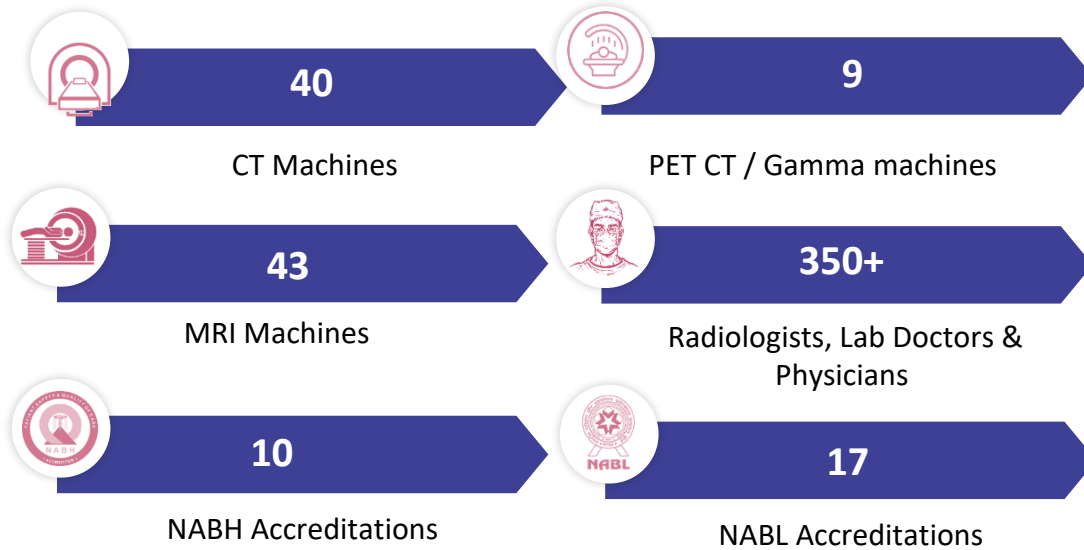 40
9
CT Machines
PET CT / Gamma machines
43
350+
MRI Machines
Radiologists, Lab Doctors &
Physicians
10
17
NABH
NABL
NABH Accreditations
NABL Accreditations